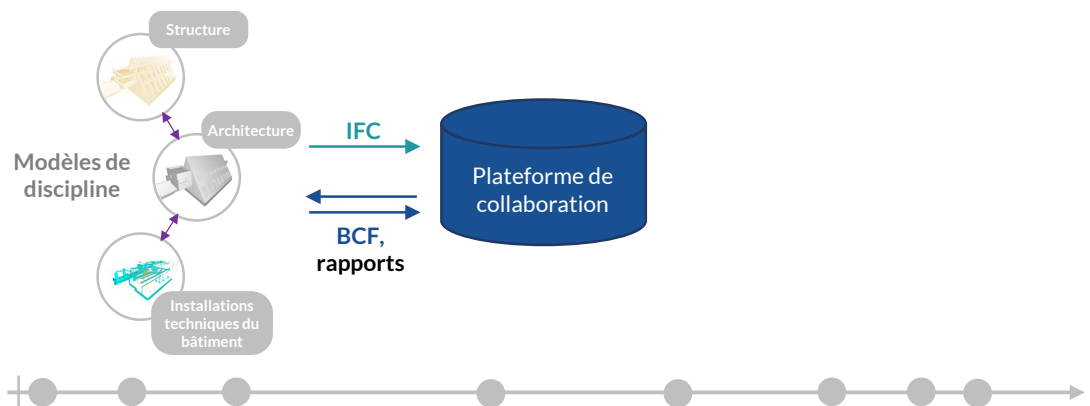 Structure
Architecture
Modèles de
discipline
Installations
techniques du
bâtiment
IFC
BCF,
rapports
Plateforme de
collaboration